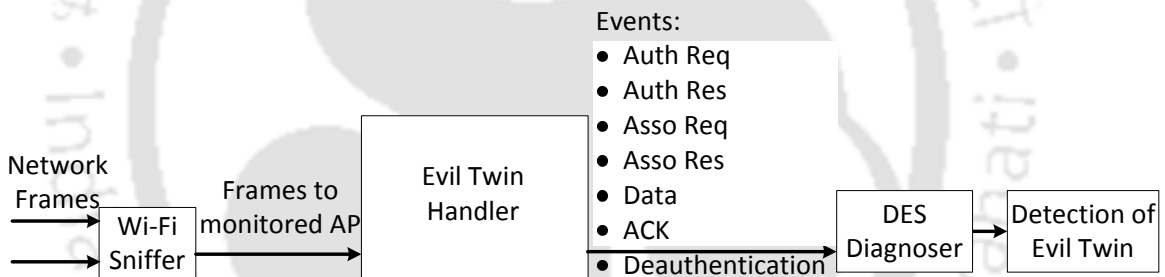 Events:
• Auth Req
• Auth Res
• Asso Req
• Asso Res
• Data
• ACK
• Deauthentication
Network
Frames
Wi-Fi
Sniffer
Frames to
monitored AP
Evil Twin
Handler
DES
Diagnoser
Detection of
Evil Twin